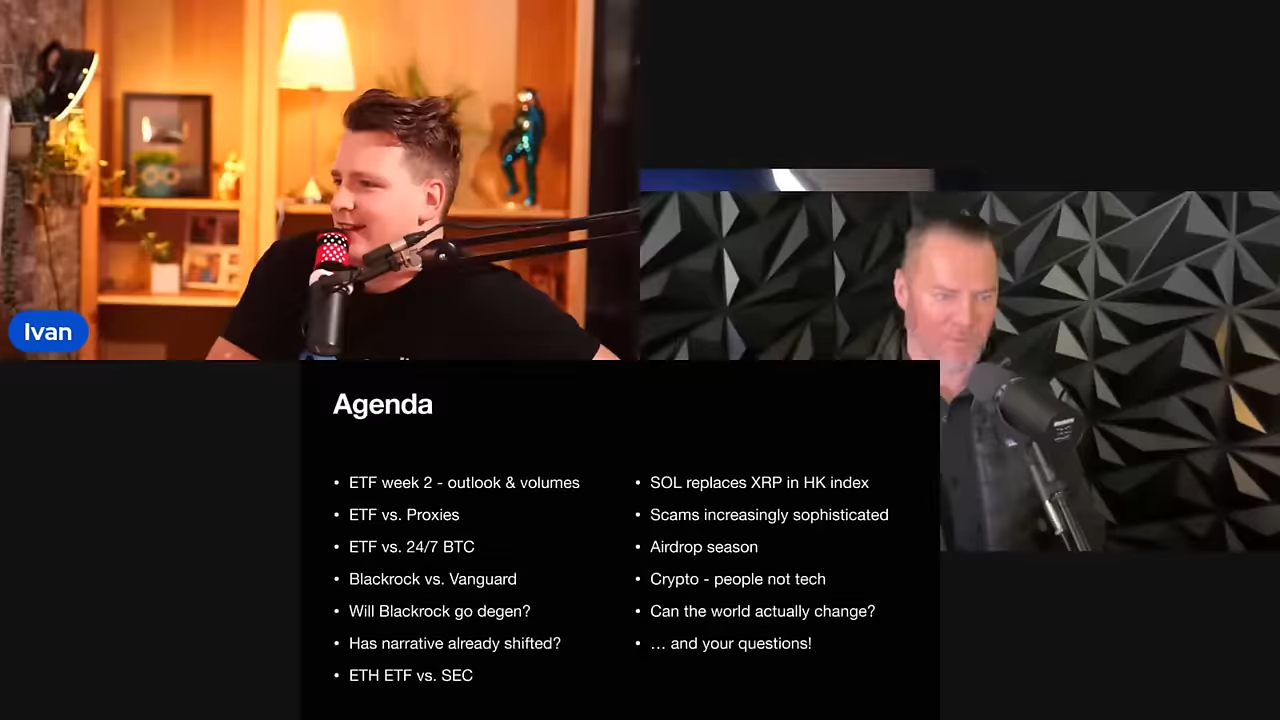 Ivan
Agenda
• ETF week 2 - outlook & volumes
• ETF vs. Proxies
• ETF vs. 24/7 BTC
• Blackrock vs. Vanguard
• Will Blackrock go degen?
• Has narrative already shifted?
• ETH ETF vs. SEC
• SOL replaces XRP in HK index
• Scams increasingly sophisticated
• Airdrop season
• Crypto - people not tech
• Can the world actually change?
• … and your questions!